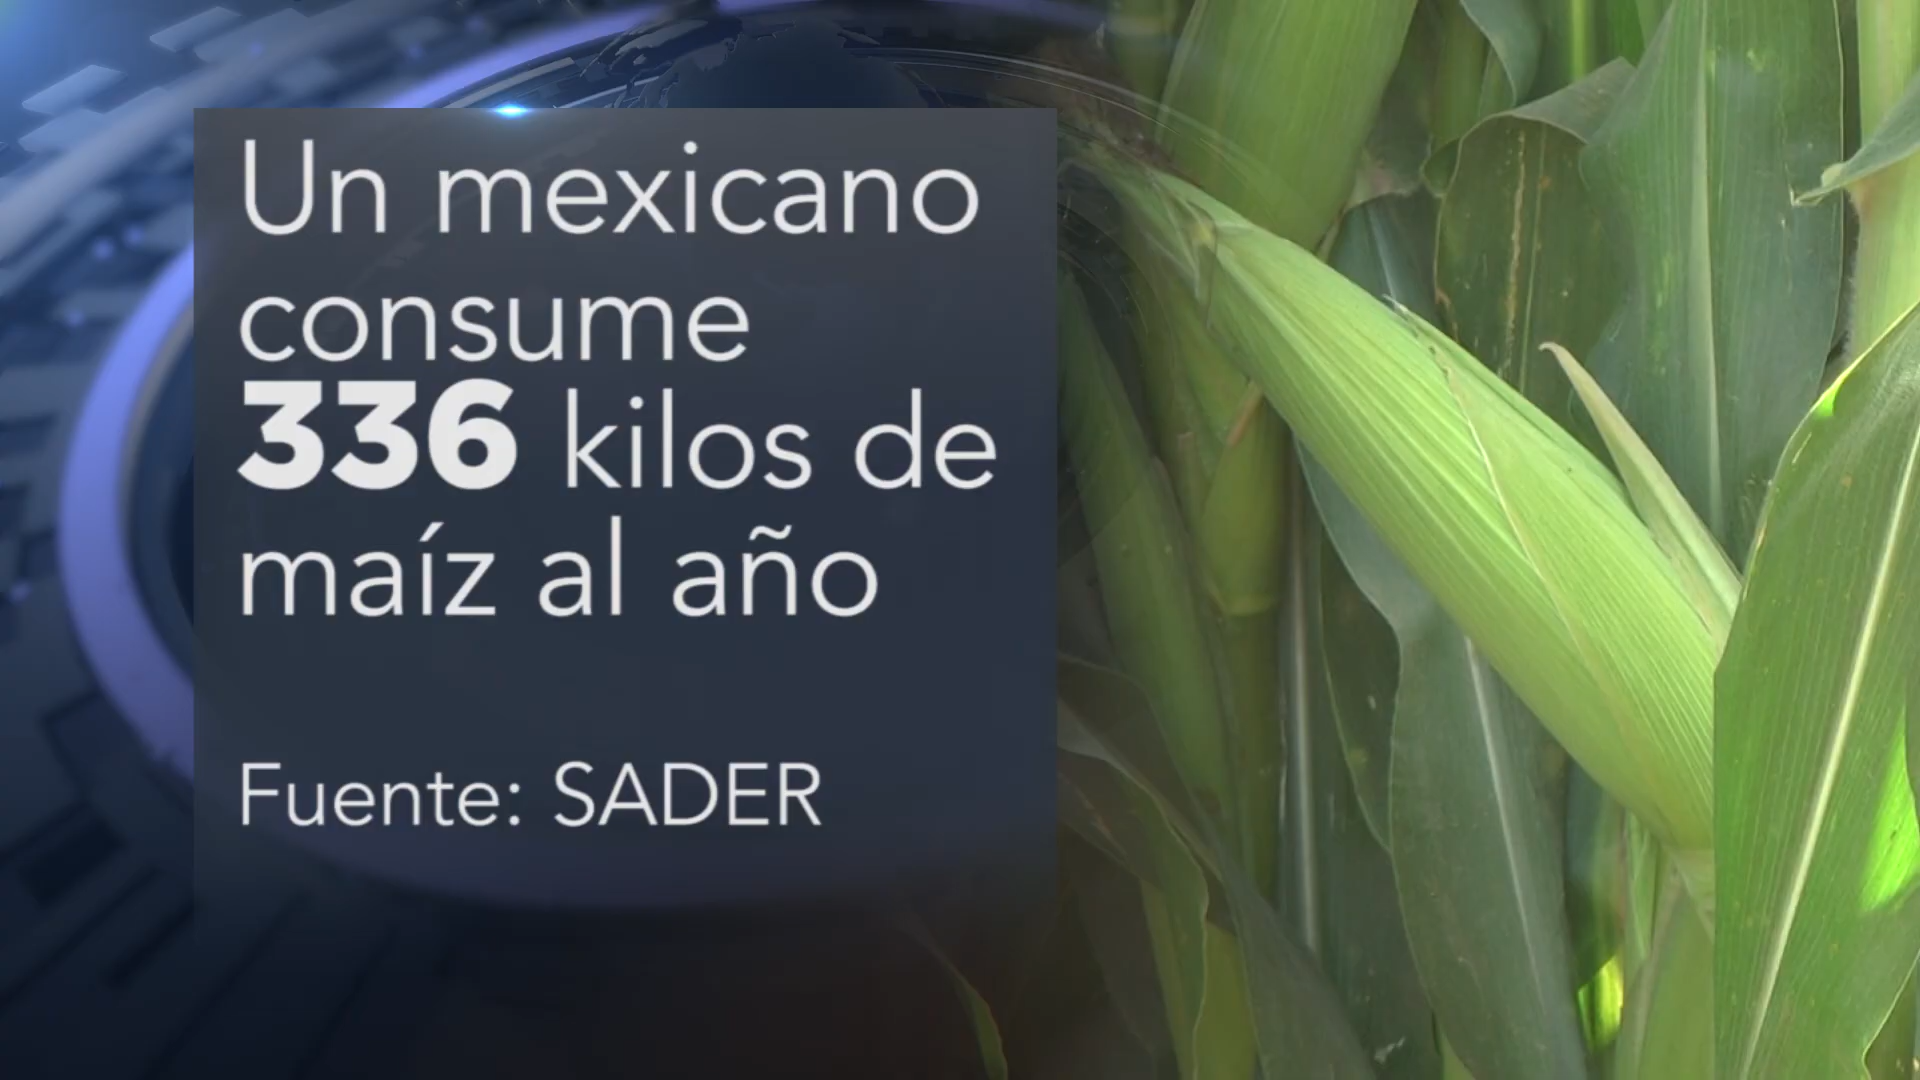 Un mexicano
consume
336 kilos de
maíz al año
Fuente: SADER